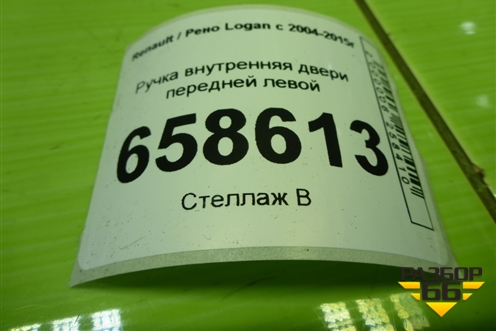 Renault / Рено Logan с 2004-2015г
Ручка внутренняя двери
передней левой
658613
Стеллаж В
РАЗБОР
66